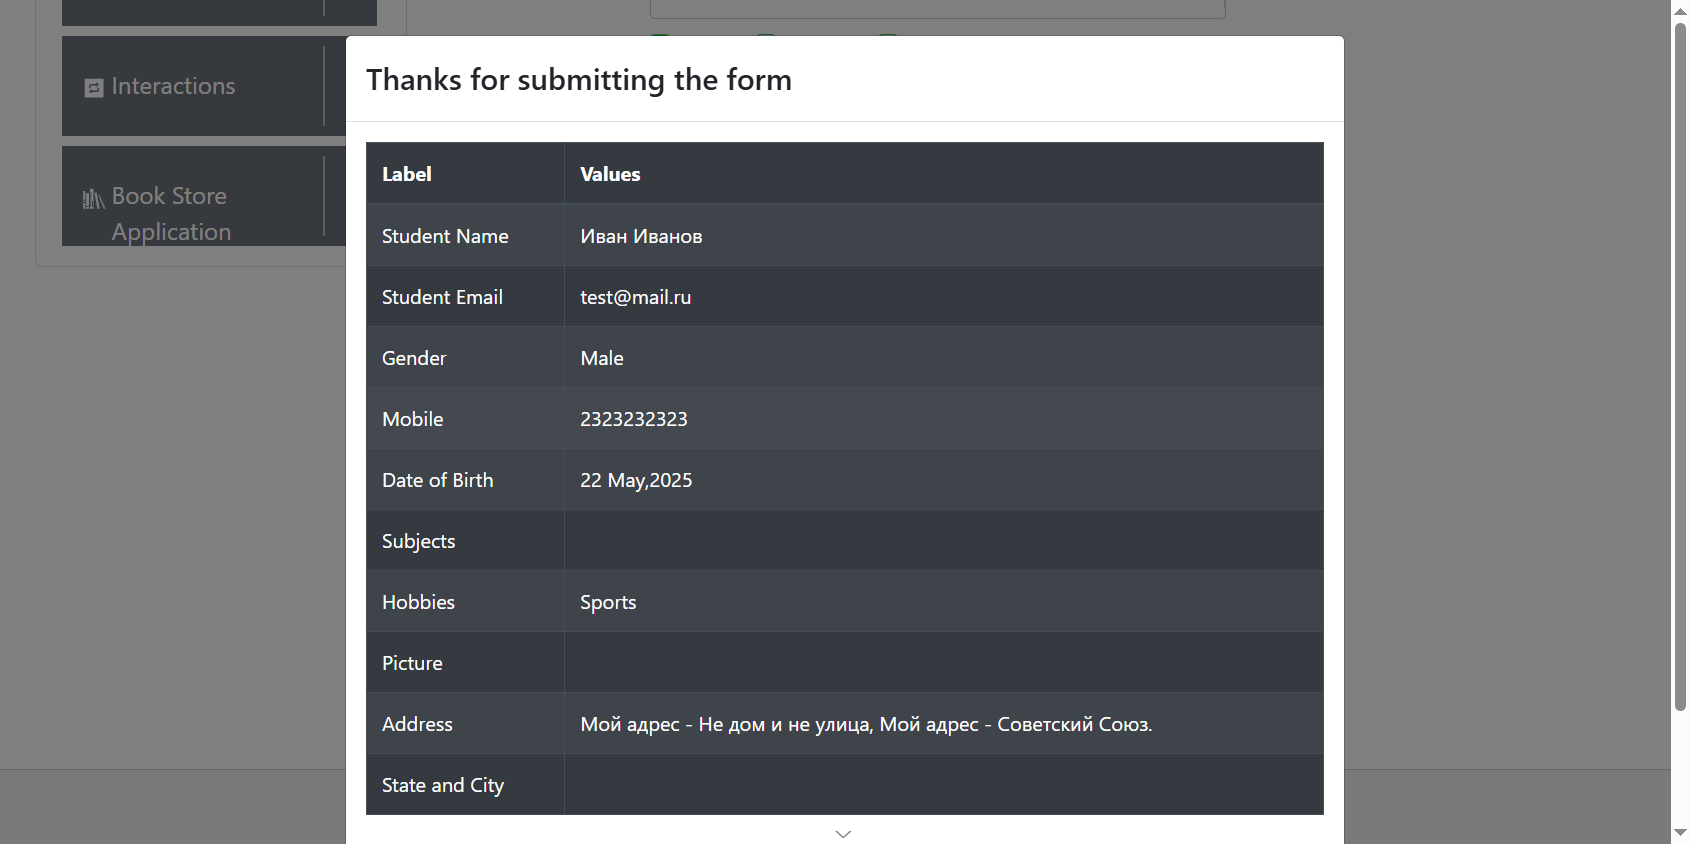 Interactions
Book Store
Application
Thanks for submitting the form
Label Values
Student Name Иван Иванов
Student Email test@mail.ru
Gender Male
Mobile 2323232323
Date of Birth 22 May,2025
Subjects
Hobbies Sports
Picture
Address Мой адрес - Не дом и не улица, Мой адрес - Советский Союз.
State and City